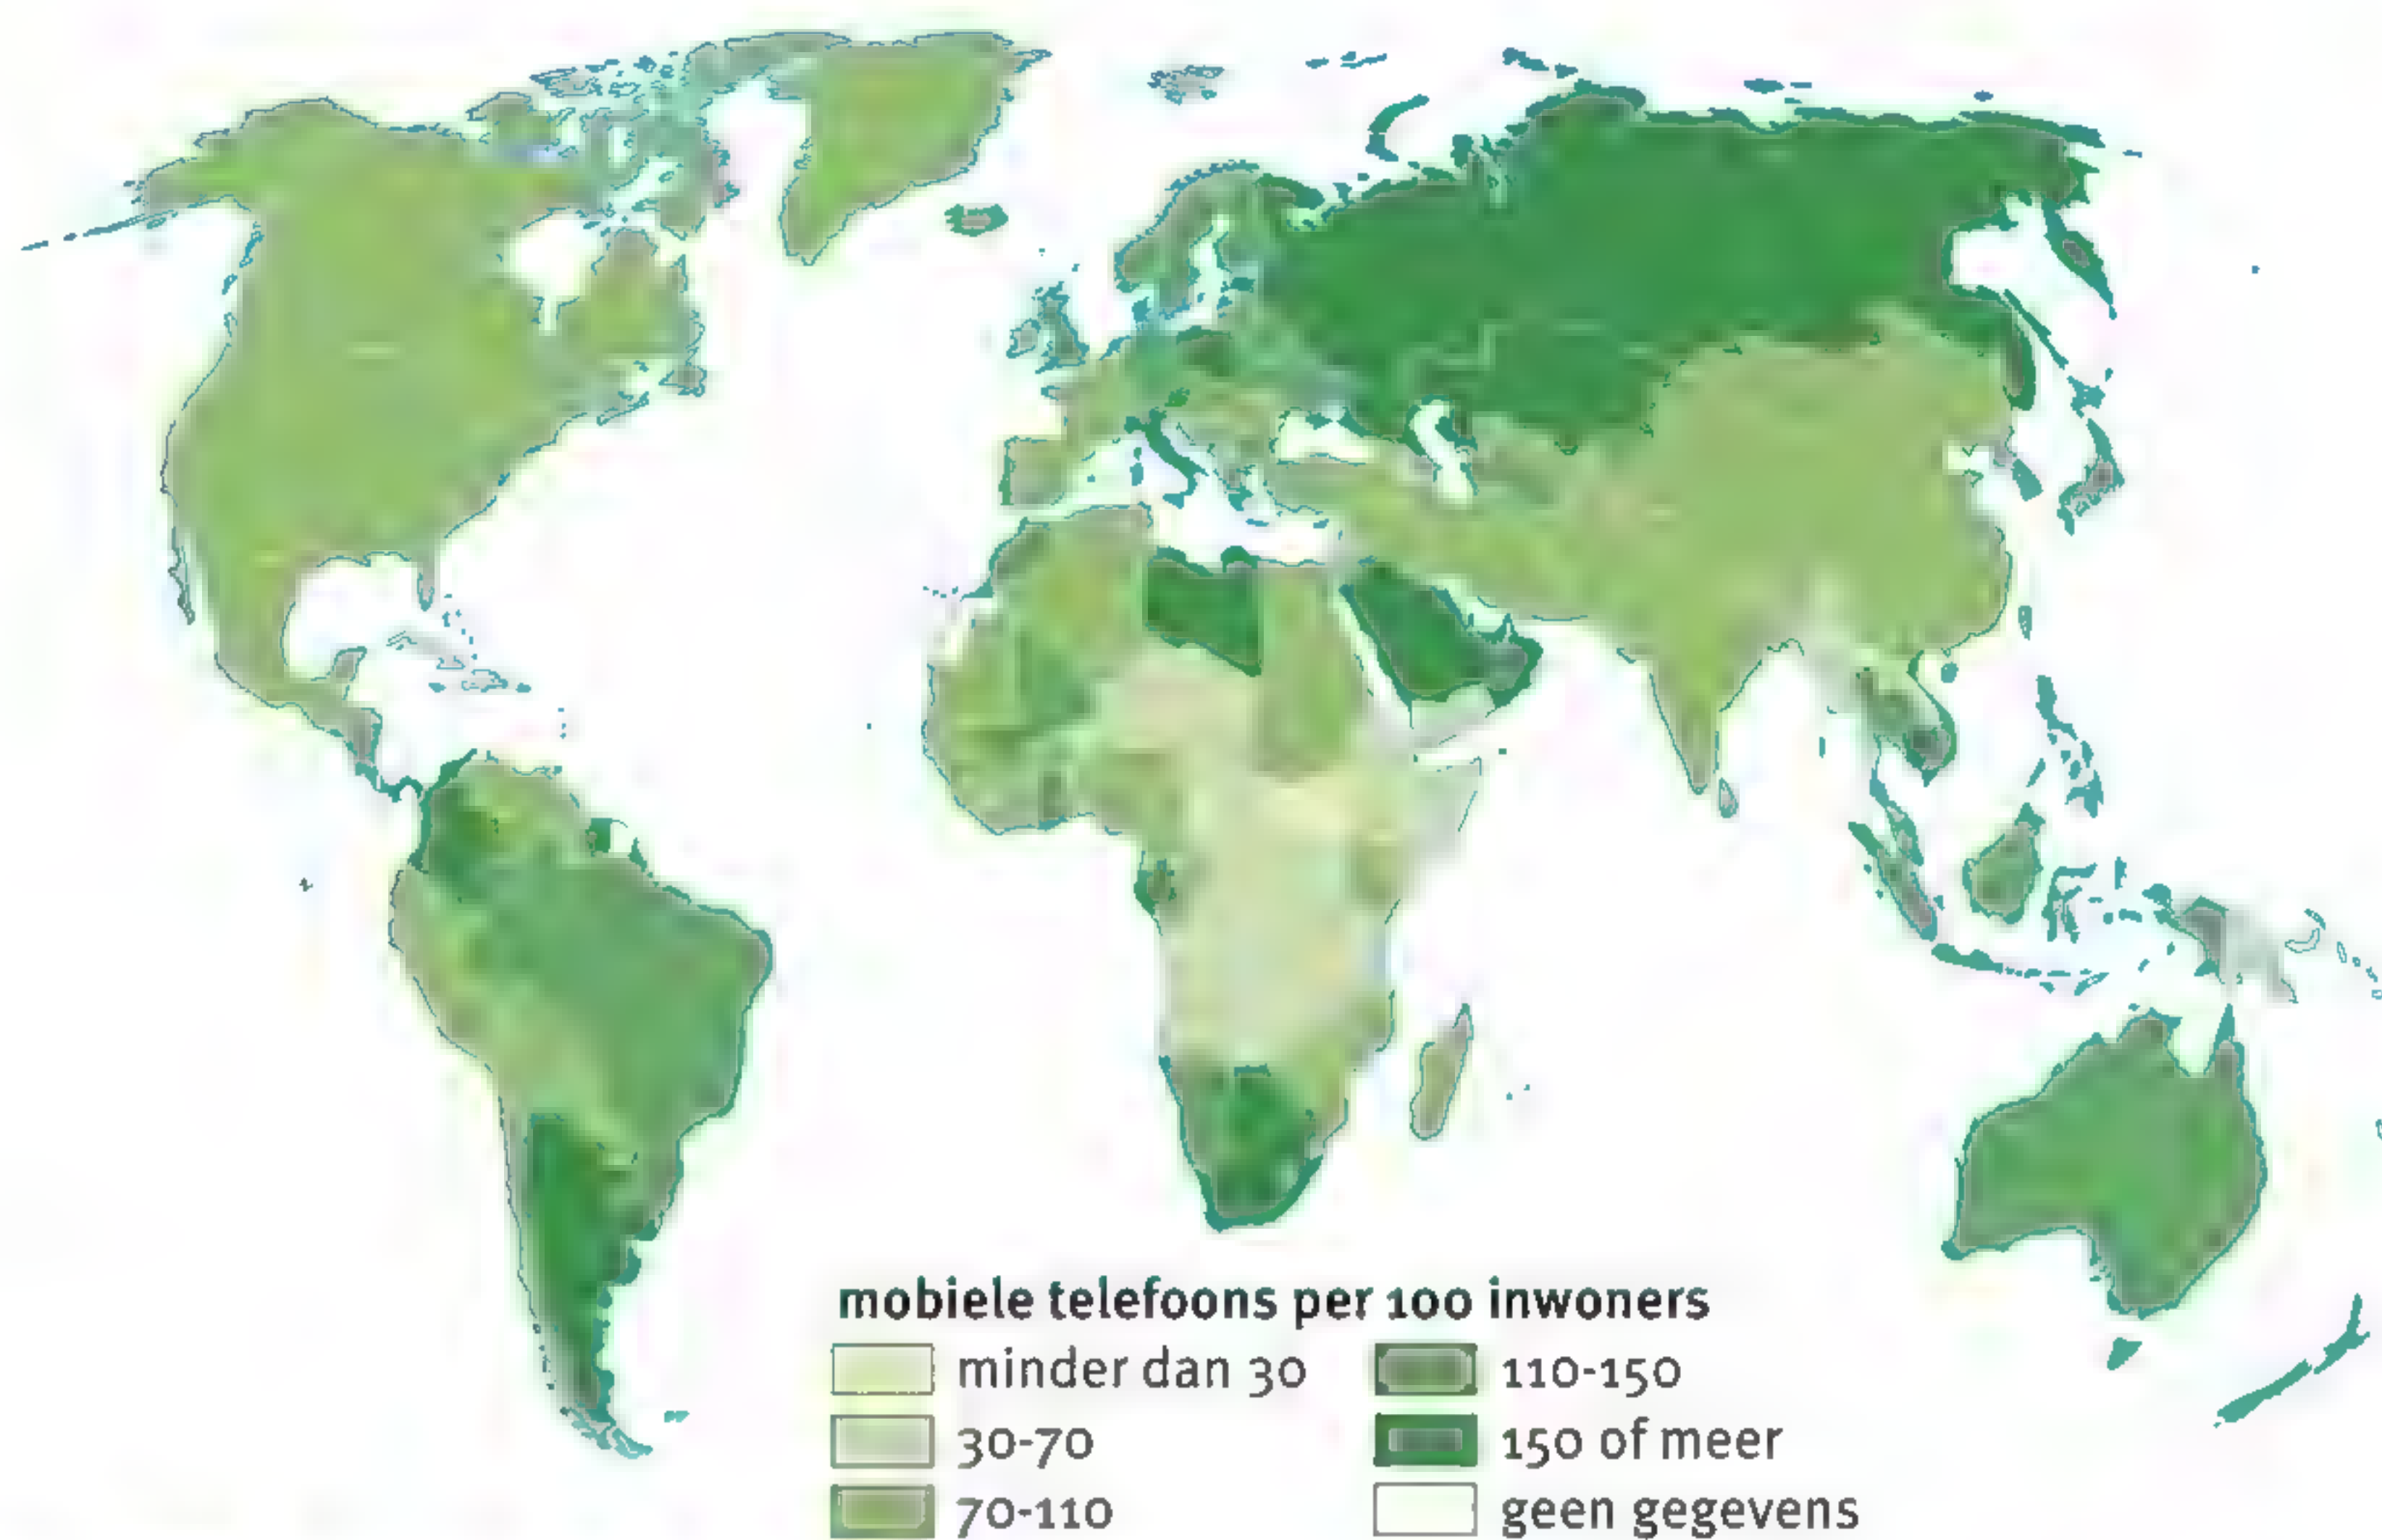 mobiele telefoons per 100 inwoners
minder dan 30
30-70
70-110
110-150
150 of meer
geen gegevens